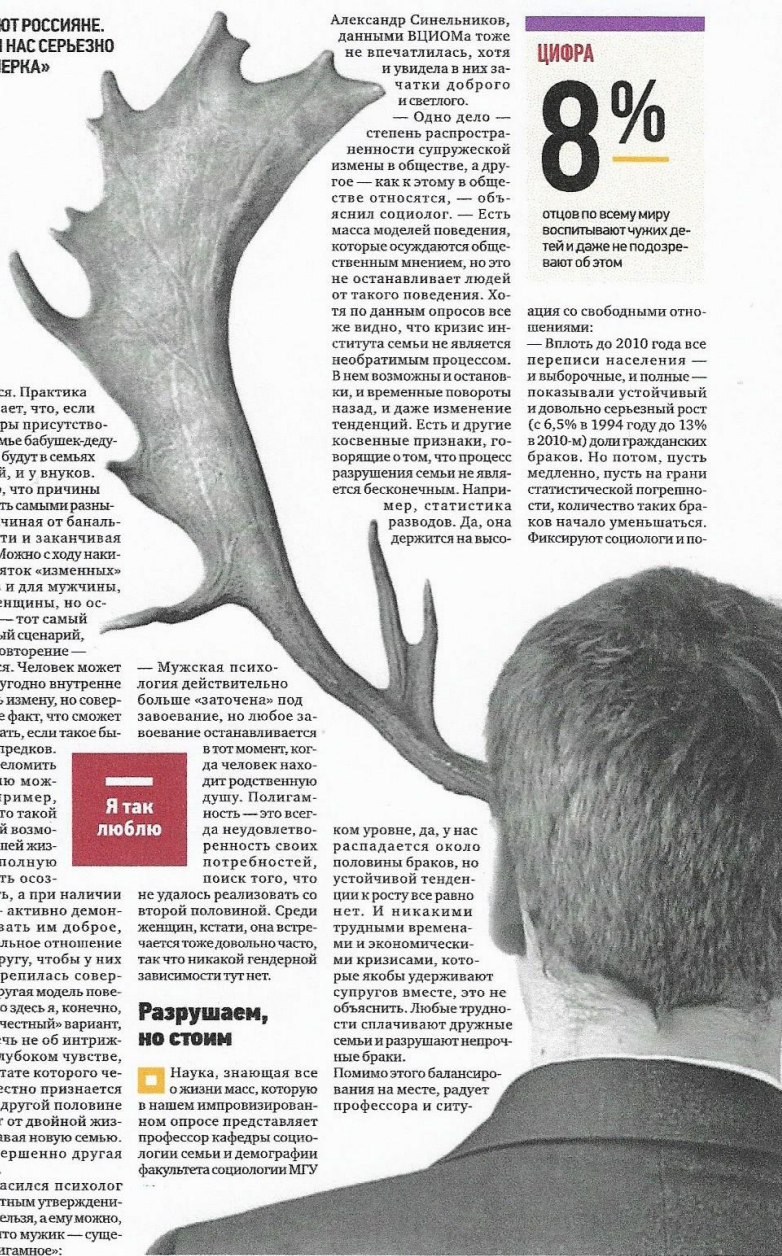 ЮТ РОССИЯНЕ.
НАС СЕРЬЕЗНО
ЕРКА»
ся. Практика
ает, что, если
ры присутство-
мье бабушек-деду-
будут в семьях
й, и у внуков.
, что причины
ть самыми разны-
чиная от баналь-
ти и заканчивая
Можно с ходу наки-
яток «изменных»
и для мужчины,
енщины, но ос-
— тот самый
ый сценарий,
овторение —
ся. Человек может
угодно внутренне
ь измену, но совер-
е факт, что сможет
ать, если такое бы-
предков.
еломить
ю мож-
ример,
то такой
й возмо-
шей жиз-
полную
ть осоз-
ь, а при наличии
- активно демон-
вать им доброе,
льное отношение
ругу, чтобы у них
репилась совер-
ругая модель пове-
о здесь я, конечно,
честный» вариант,
чь не об интриж-
лубоком чувстве,
тате которого че-
естно признается
другой половине
т от двойной жиз-
авая новую семью.
ершенно другая
асился психолог
тным утверждени-
ельзя, а ему можно,
то мужик — суще-
игамное»:
Я так
люблю
— Мужская психо-
логия действительно
больше «заточена» под
завоевание, но любое за-
воевание останавливается
в тот момент, ког-
да человек нахо-
дит родственную
душу. Полигам-
ность — это всег-
да неудовлетво-
ренность своих
потребностей,
поиск того, что
не удалось реализовать со
второй половиной. Среди
женщин, кстати, она встре-
чается тоже довольно часто,
так что никакой гендерной
зависимости тут нет.
Разрушаем,
но стоим
Наука, знающая все
о жизни масс, которую
в нашем импровизирован-
ном опросе представляет
профессор кафедры социо-
логии семьи и демографии
факультета социологии МГУ
Александр Синельников,
данными ВЦИОМа тоже
не впечатлилась, хотя
и увидела в них за-
чатки доброго
и светлого.
— Одно дело —
степень распростра-
ненности супружеской
измены в обществе, а дру-
гое — как к этому в обще-
стве относятся, — объ-
яснил социолог. — Есть
масса моделей поведения,
которые осуждаются обще-
ственным мнением, но это
не останавливает людей
от такого поведения. Хо-
тя по данным опросов все
же видно, что кризис ин-
ститута семьи не является
необратимым процессом.
В нем возможны и останов-
ки, и временные повороты
назад, и даже изменение
тенденций. Есть и другие
косвенные признаки, го-
ворящие о том, что процесс
разрушения семьи не явля-
ется бесконечным. Напри-
мер, статистика
разводов. Да, она
держится на высо-
ком уровне, да, у нас
распадается около
половины браков, но
устойчивой тенден-
ции к росту все равно
нет. И никакими
трудными времена-
ми и экономически-
ми кризисами, кото-
рые якобы удерживают
супругов вместе, это не
объяснить. Любые трудно-
сти сплачивают дружные
семьи и разрушают непроч-
ные браки.
Помимо этого балансиро-
вания на месте, радует
профессора и ситу-
ЦИФРА
8%
отцов по всему миру
воспитывают чужих де-
тей и даже не подозре-
вают об этом
ация со свободными отно-
шениями:
— Вплоть до 2010 года все
переписи населения —
и выборочные, и полные —
показывали устойчивый
и довольно серьезный рост
(с 6,5% в 1994 году до 13%
в 2010-м) доли гражданских
браков. Но потом, пусть
медленно, пусть на грани
статистической погрешно-
сти, количество таких бра-
ков начало уменьшаться.
Фиксируют социологи и по-